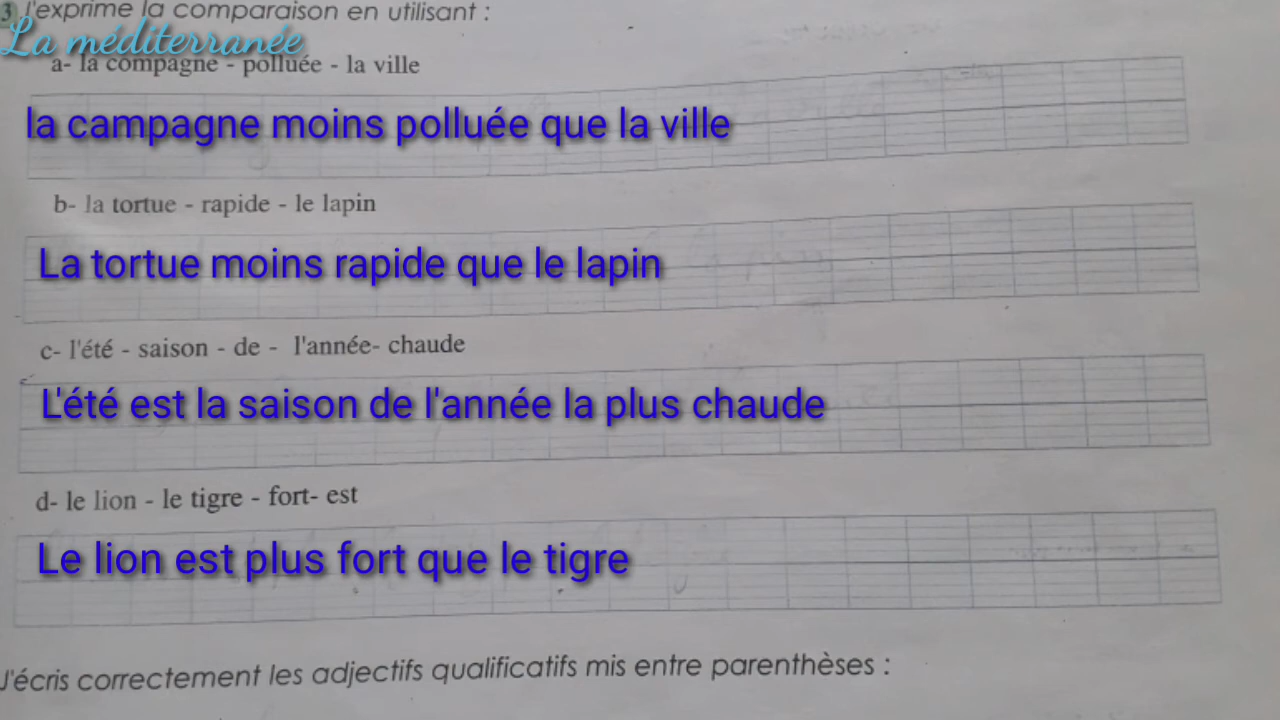 3 J'exprime la comparaison en utilisant :
La méditerranée
a- la compagne - polluée - la ville
la campagne moins polluée que la ville
b- la tortue - rapide - le lapin
La tortue moins rapide que le lapin
c- l'été - saison - de - l'année- chaude
L'été est la saison de l'année la plus chaude
d- le lion - le tigre - fort- est
Le lion est plus fort que le tigre
J'écris correctement les adjectifs qualificatifs mis entre parenthèses :